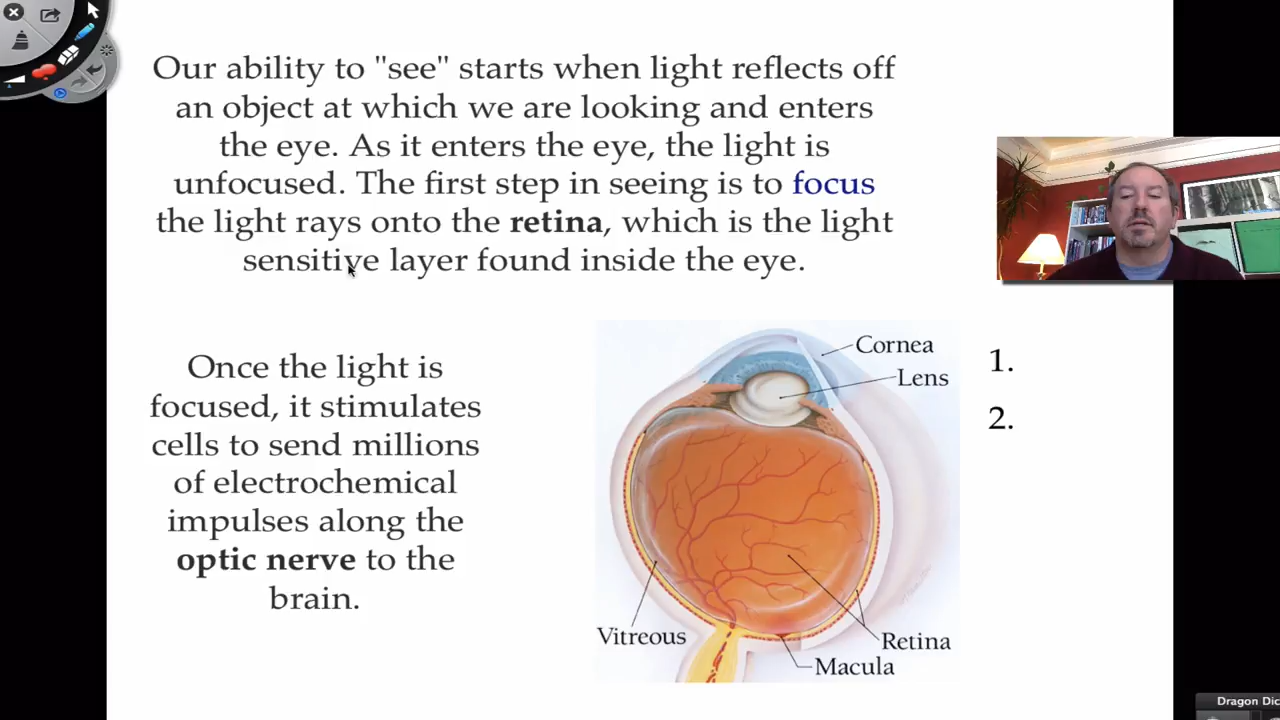 Our ability to "see" starts when light reflects off
an object at which we are looking and enters
the eye. As it enters the eye, the light is
unfocused. The first step in seeing is to focus
the light rays onto the retina, which is the light
sensitive layer found inside the eye.
Once the light is
focused, it stimulates
cells to send millions
of electrochemical
impulses along the
optic nerve to the
brain.
Cornea
Lens
Vitreous
Retina
Macula
1.
2.
Dragon Dic